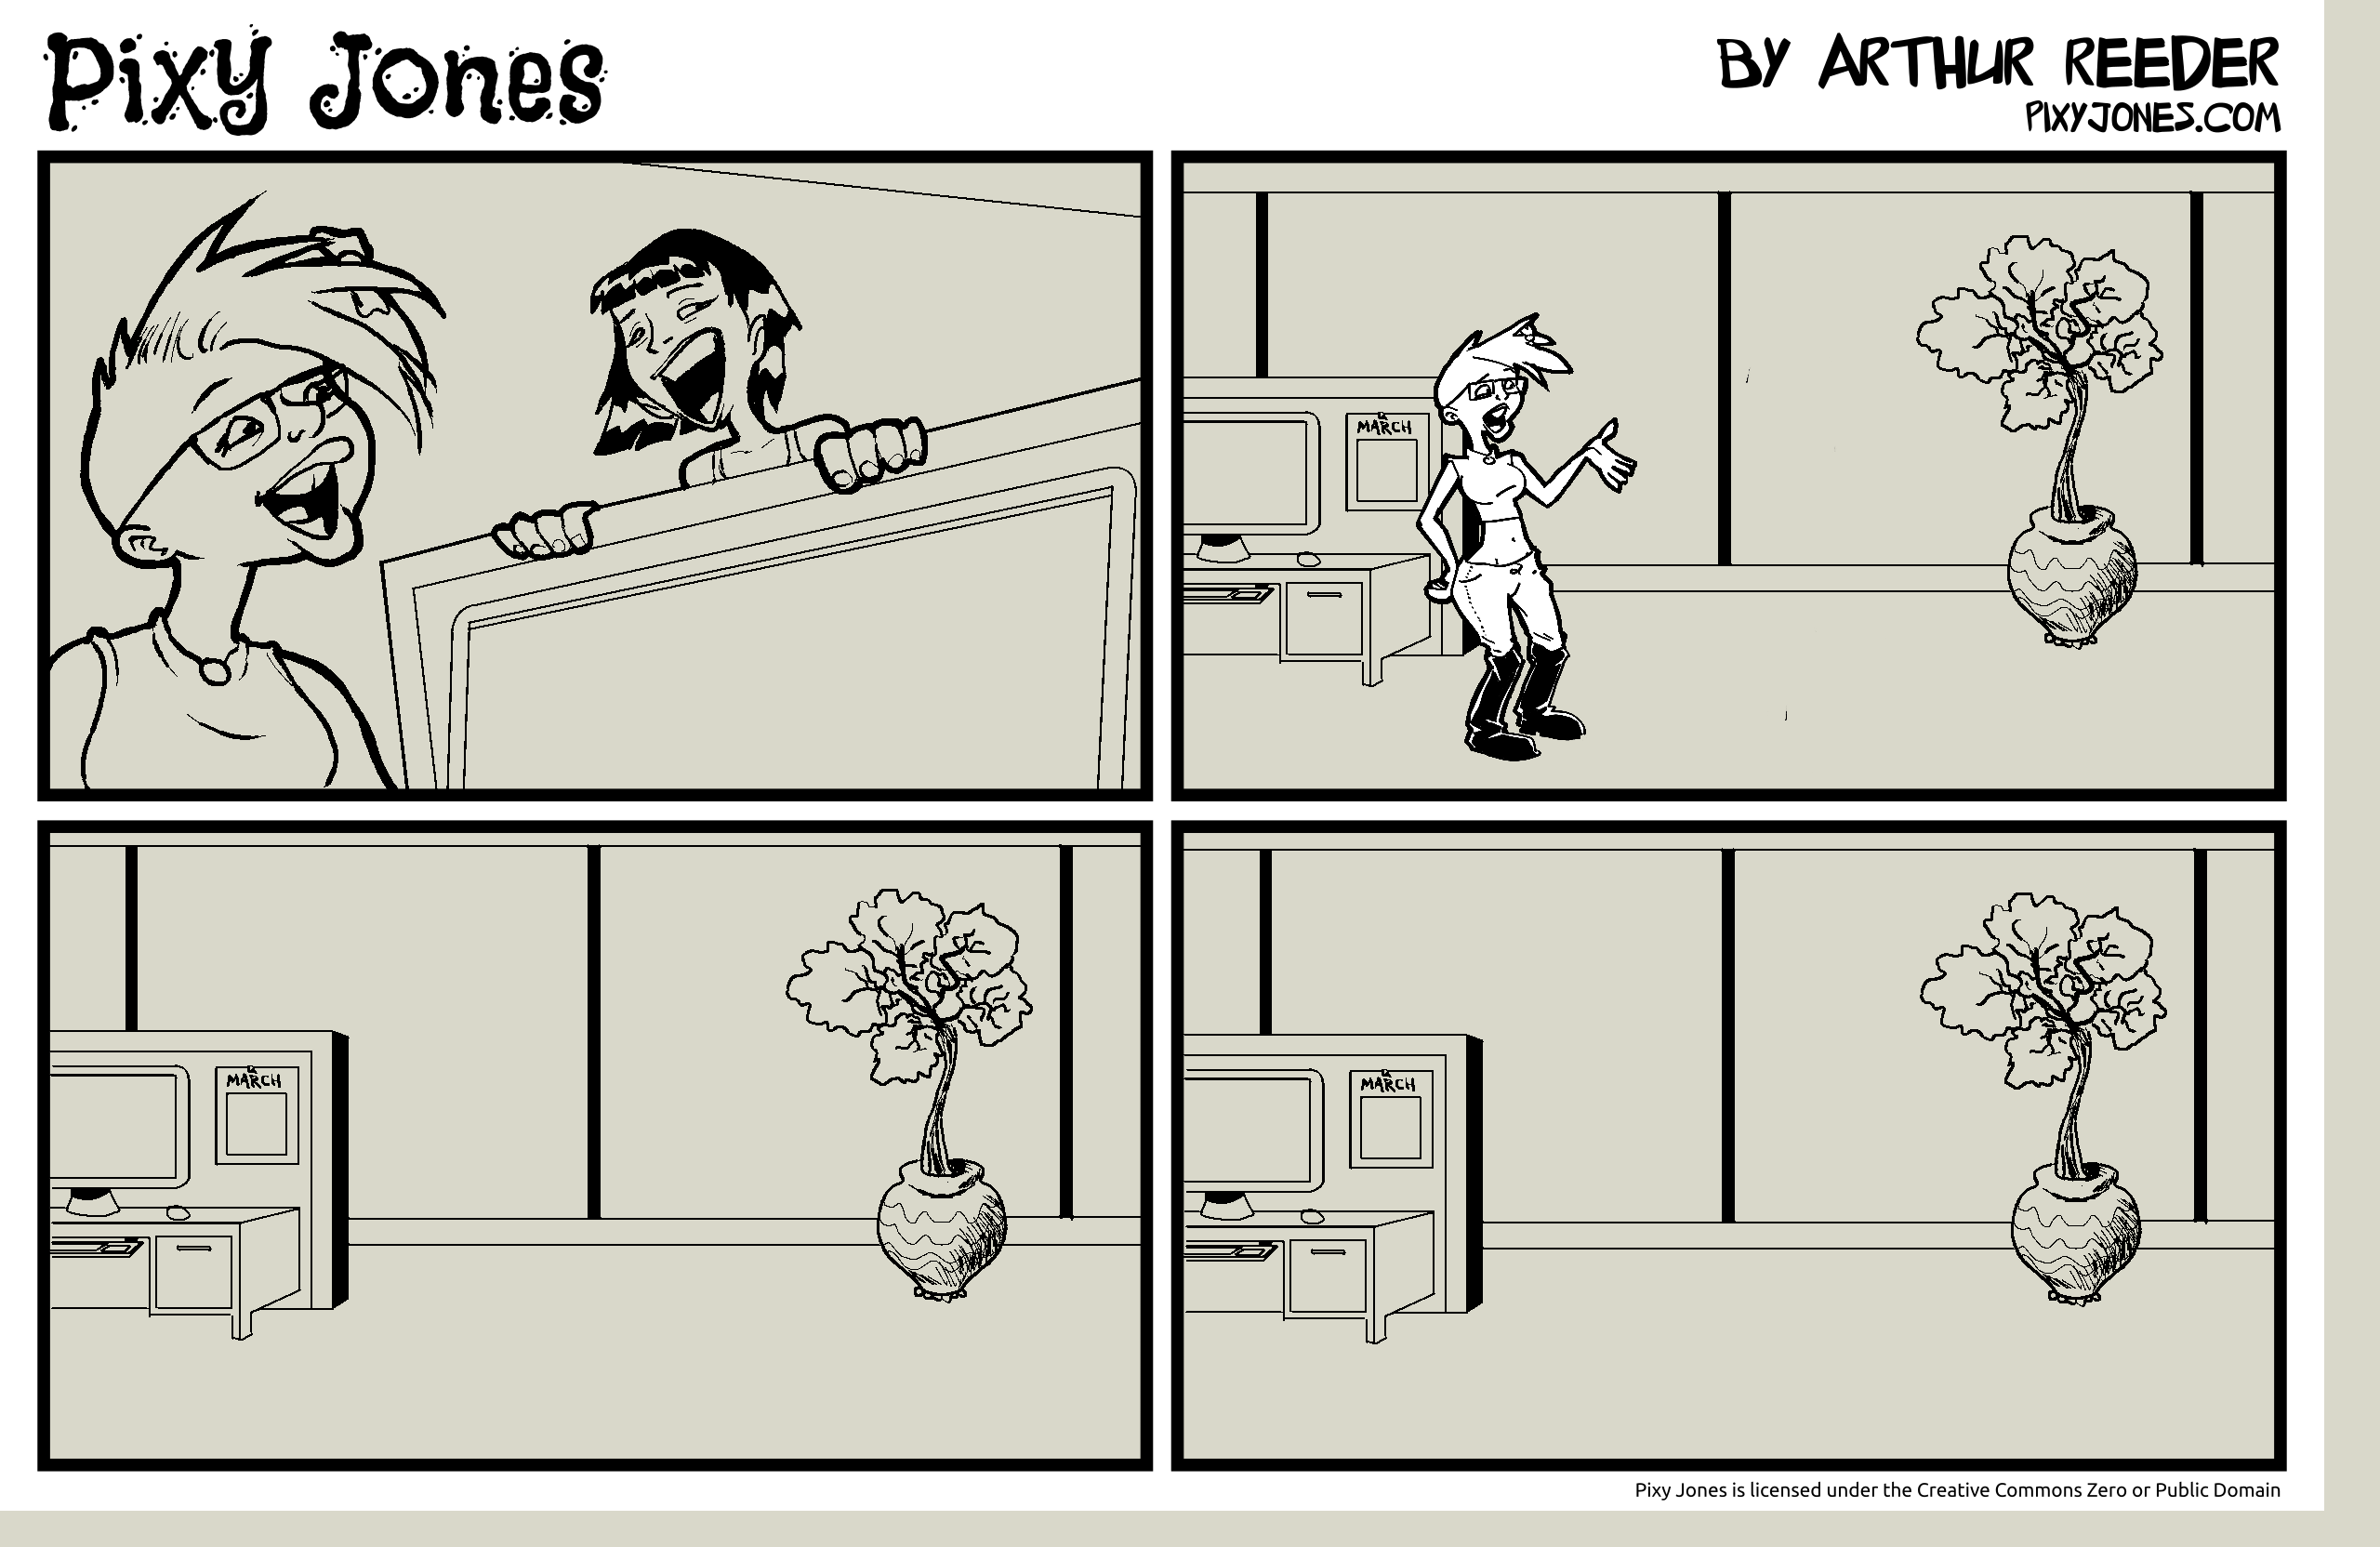 Pixy Jones
BY ARTHUR REEDER
PIXYJONES.COM
MARCH
MARCH
MARCH
Pixy Jones is licensed under the Creative Commons Zero or Public Domain